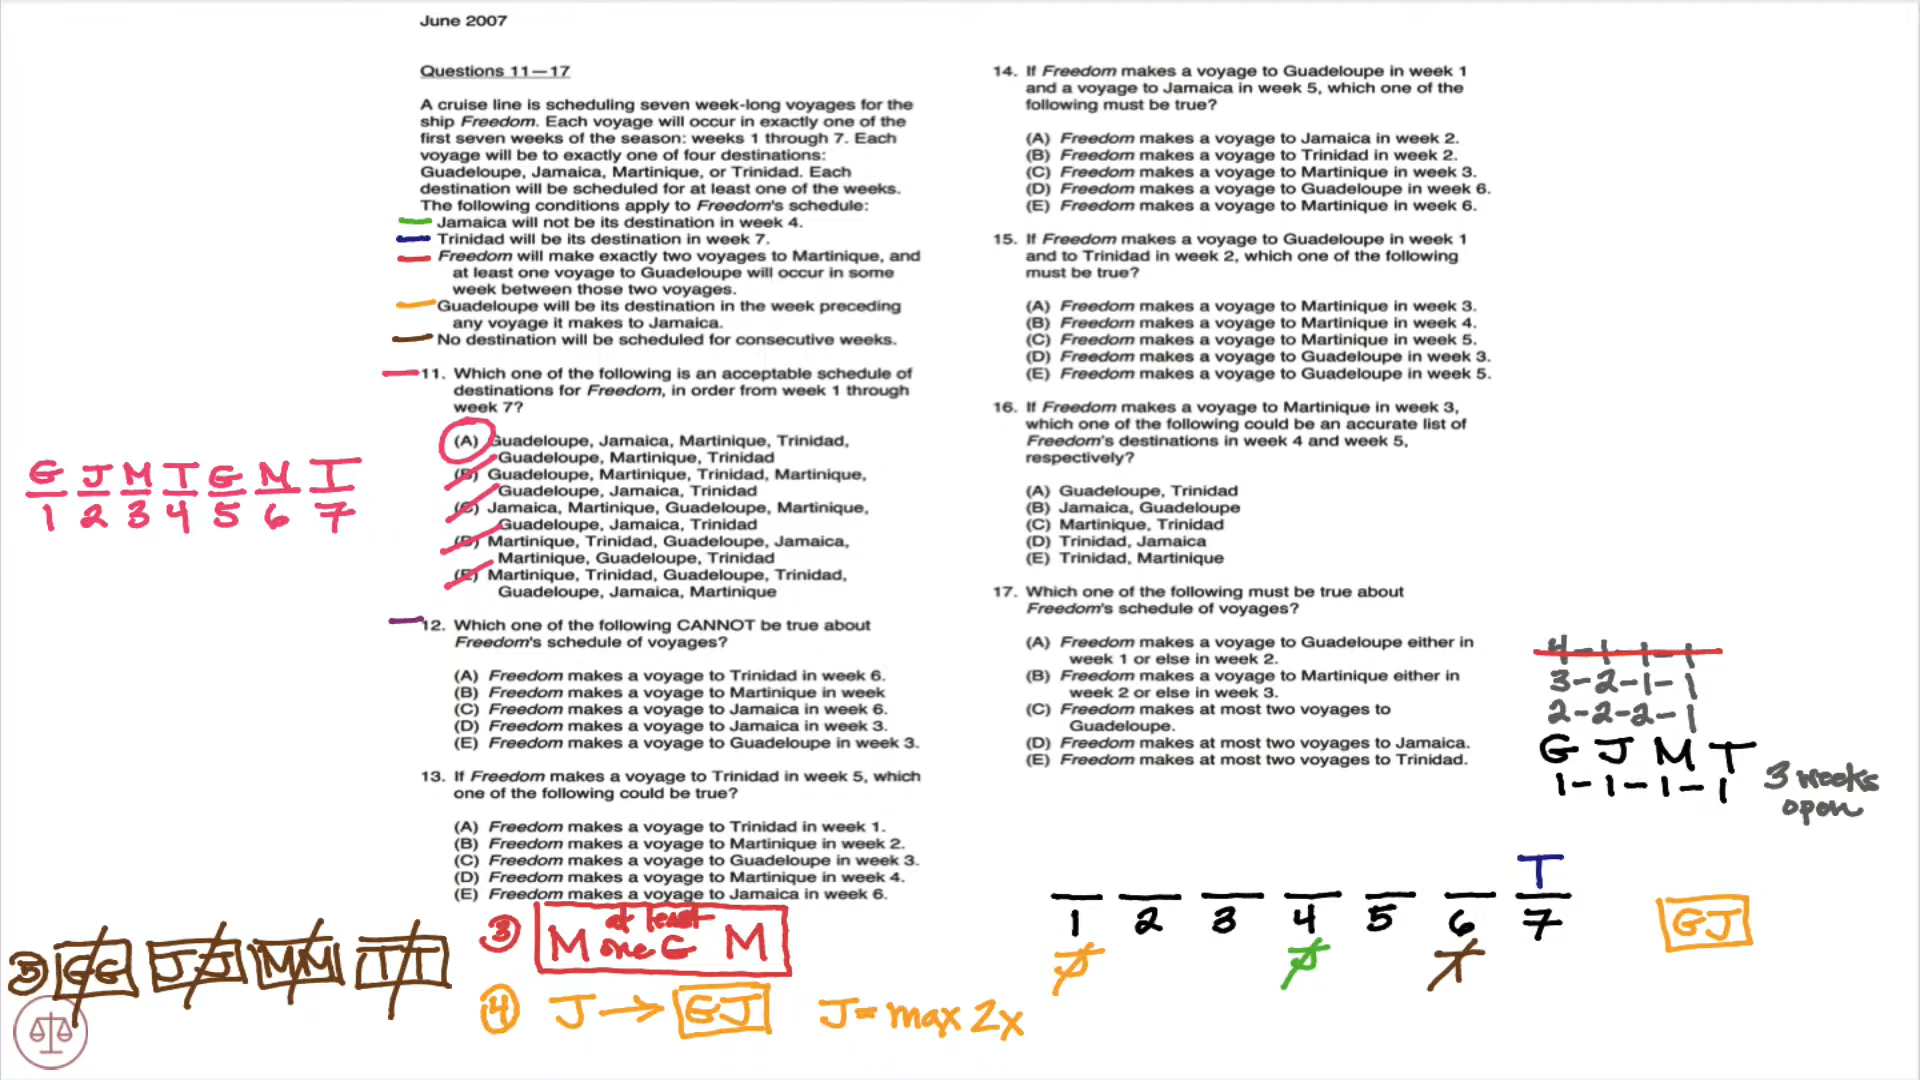 June 2007
Questions 11—17
A cruise line is scheduling seven week-long voyages for the
ship Freedom. Each voyage will occur in exactly one of the
first seven weeks of the season: weeks 1 through 7. Each
voyage will be to exactly one of four destinations:
Guadeloupe, Jamaica, Martinique, or Trinidad. Each
destination will be scheduled for at least one of the weeks.
The following conditions apply to Freedom's schedule:
Jamaica will not be its destination in week 4.
Trinidad will be its destination in week 7.
Freedom will make exactly two voyages to Martinique, and
at least one voyage to Guadeloupe will occur in some
week between those two voyages.
Guadeloupe will be its destination in the week preceding
any voyage it makes to Jamaica.
No destination will be scheduled for consecutive weeks.
11. Which one of the following is an acceptable schedule of
destinations for Freedom, in order from week 1 through
week 7?
(A) Guadeloupe, Jamaica, Martinique, Trinidad,
Guadeloupe, Martinique, Trinidad
(B) Guadeloupe, Martinique, Trinidad, Martinique,
Guadeloupe, Jamaica, Trinidad
(C) Jamaica, Martinique, Guadeloupe, Martinique,
Guadeloupe, Jamaica, Trinidad
(D) Martinique, Trinidad, Guadeloupe, Jamaica,
Martinique, Guadeloupe, Trinidad
(E) Martinique, Trinidad, Guadeloupe, Trinidad,
Guadeloupe, Jamaica, Martinique
G J M T G M T
1 2 3 4 5 6 7
12. Which one of the following CANNOT be true about
Freedom's schedule of voyages?
(A) Freedom makes a voyage to Trinidad in week 6.
(B) Freedom makes a voyage to Martinique in week
(C) Freedom makes a voyage to Jamaica in week 6.
(D) Freedom makes a voyage to Jamaica in week 3.
(E) Freedom makes a voyage to Guadeloupe in week 3.
13. If Freedom makes a voyage to Trinidad in week 5, which
one of the following could be true?
(A) Freedom makes a voyage to Trinidad in week 1.
(B) Freedom makes a voyage to Martinique in week 2.
(C) Freedom makes a voyage to Guadeloupe in week 3.
(D) Freedom makes a voyage to Martinique in week 4.
(E) Freedom makes a voyage to Jamaica in week 6.
14. If Freedom makes a voyage to Guadeloupe in week 1
and a voyage to Jamaica in week 5, which one of the
following must be true?
(A) Freedom makes a voyage to Jamaica in week 2.
(B) Freedom makes a voyage to Trinidad in week 2.
(C) Freedom makes a voyage to Martinique in week 3.
(D) Freedom makes a voyage to Guadeloupe in week 6.
(E) Freedom makes a voyage to Martinique in week 6.
15. If Freedom makes a voyage to Guadeloupe in week 1
and to Trinidad in week 2, which one of the following
must be true?
(A) Freedom makes a voyage to Martinique in week 3.
(B) Freedom makes a voyage to Martinique in week 4.
(C) Freedom makes a voyage to Martinique in week 5.
(D) Freedom makes a voyage to Guadeloupe in week 3.
(E) Freedom makes a voyage to Guadeloupe in week 5.
16. If Freedom makes a voyage to Martinique in week 3,
which one of the following could be an accurate list of
Freedom's destinations in week 4 and week 5,
respectively?
(A) Guadeloupe, Trinidad
(B) Jamaica, Guadeloupe
(C) Martinique, Trinidad
(D) Trinidad, Jamaica
(E) Trinidad, Martinique
17. Which one of the following must be true about
Freedom's schedule of voyages?
(A) Freedom makes a voyage to Guadeloupe either in
week 1 or else in week 2.
(B) Freedom makes a voyage to Martinique either in
week 2 or else in week 3.
(C) Freedom makes at most two voyages to
Guadeloupe.
(D) Freedom makes at most two voyages to Jamaica.
(E) Freedom makes at most two voyages to Trinidad.
4-1-1-1
3-2-1-1
2-2-2-1
G J M T
1-1-1-1
3 weeks
open
T
1 2 3 4 5 6 7
J J T
GJ
5 GG JJ MM TT
3 M at least one G M
4 J → GJ J = max 2x